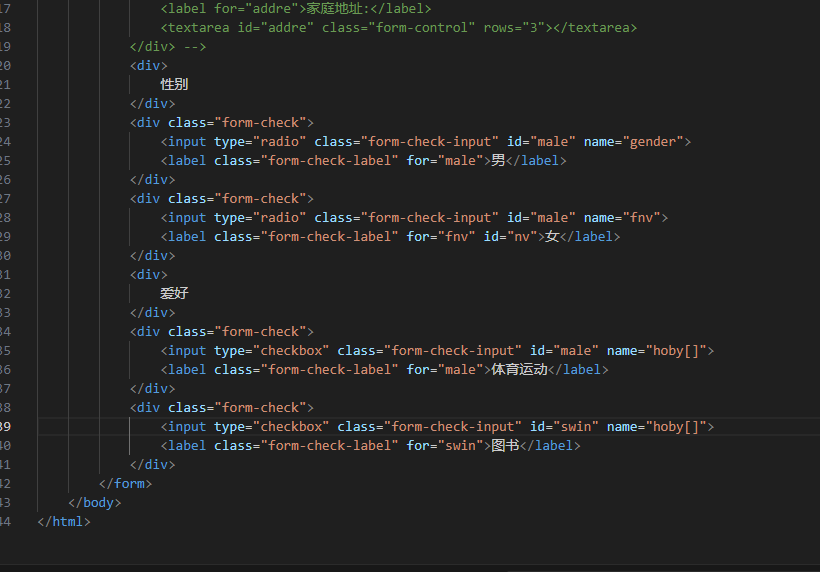 17 <label for="addre">家庭地址:</label>
18 <textarea id="addre" class="form-control" rows="3"></textarea>
19 </div> -->
20 <div>
21 性别
22 </div>
23 <div class="form-check">
24 <input type="radio" class="form-check-input" id="male" name="gender">
25 <label class="form-check-label" for="male">男</label>
26 </div>
27 <div class="form-check">
28 <input type="radio" class="form-check-input" id="male" name="fnv">
29 <label class="form-check-label" for="fnv" id="nv">女</label>
30 </div>
31 <div>
32 爱好
33 </div>
34 <div class="form-check">
35 <input type="checkbox" class="form-check-input" id="male" name="hoby[]">
36 <label class="form-check-label" for="male">体育运动</label>
37 </div>
38 <div class="form-check">
39 <input type="checkbox" class="form-check-input" id="swin" name="hoby[]">
40 <label class="form-check-label" for="swin">图书</label>
41 </div>
42 </form>
43 </body>
44 </html>